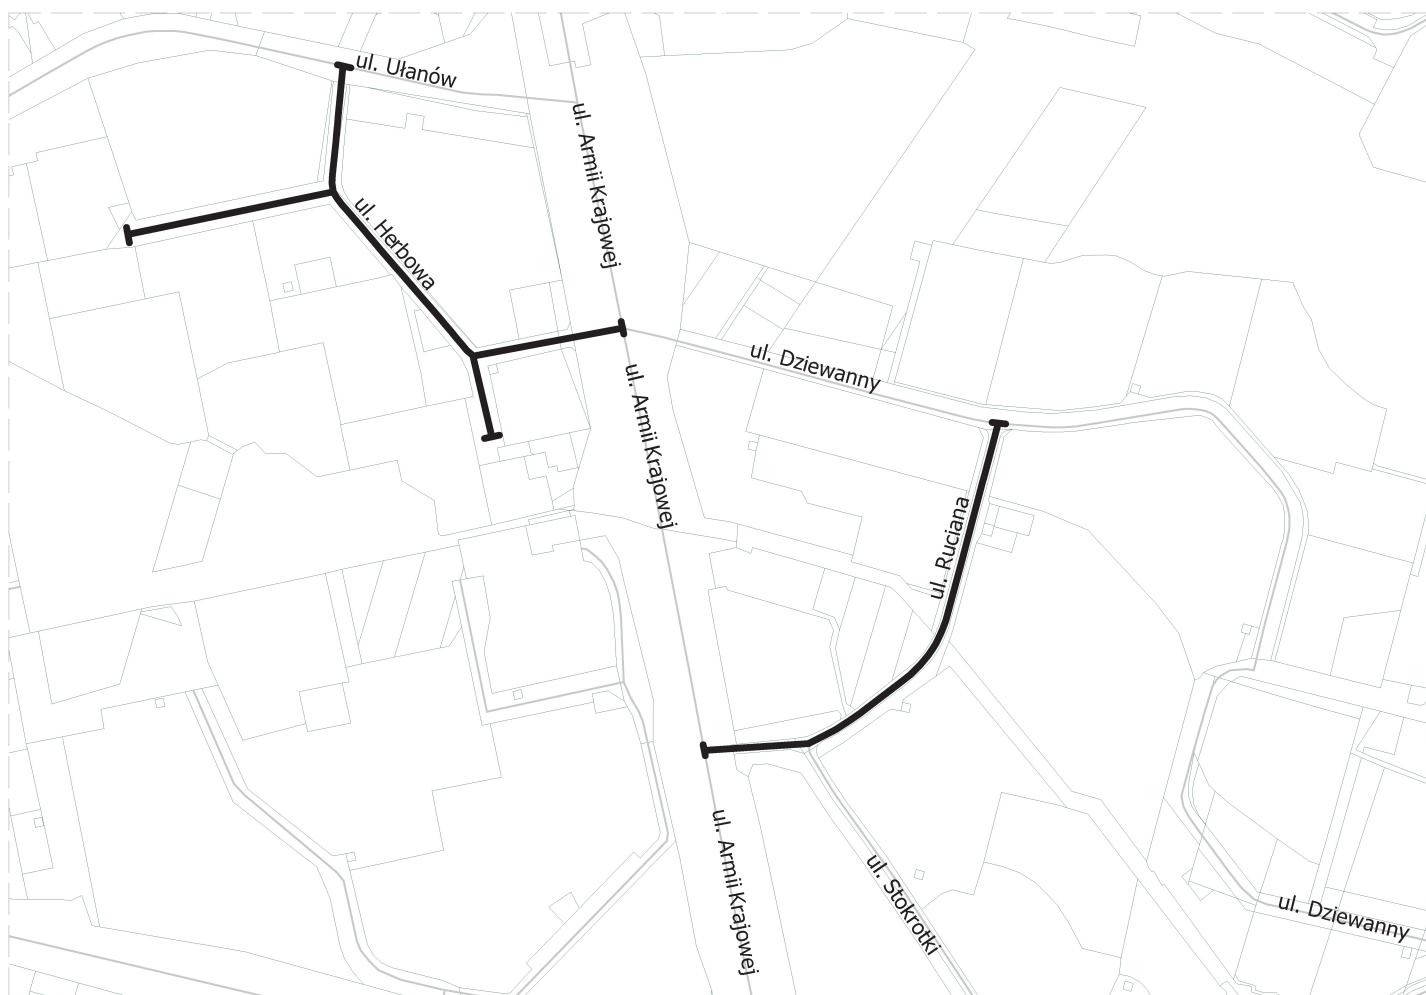 ul. Ułanów
ul. Armii Krajowej
ul. Herbowa
ul. Dziewanny
ul. Armii Krajowej
ul. Ruciana
ul. Armii Krajowej
ul. Stokrotki
ul. Dziewanny